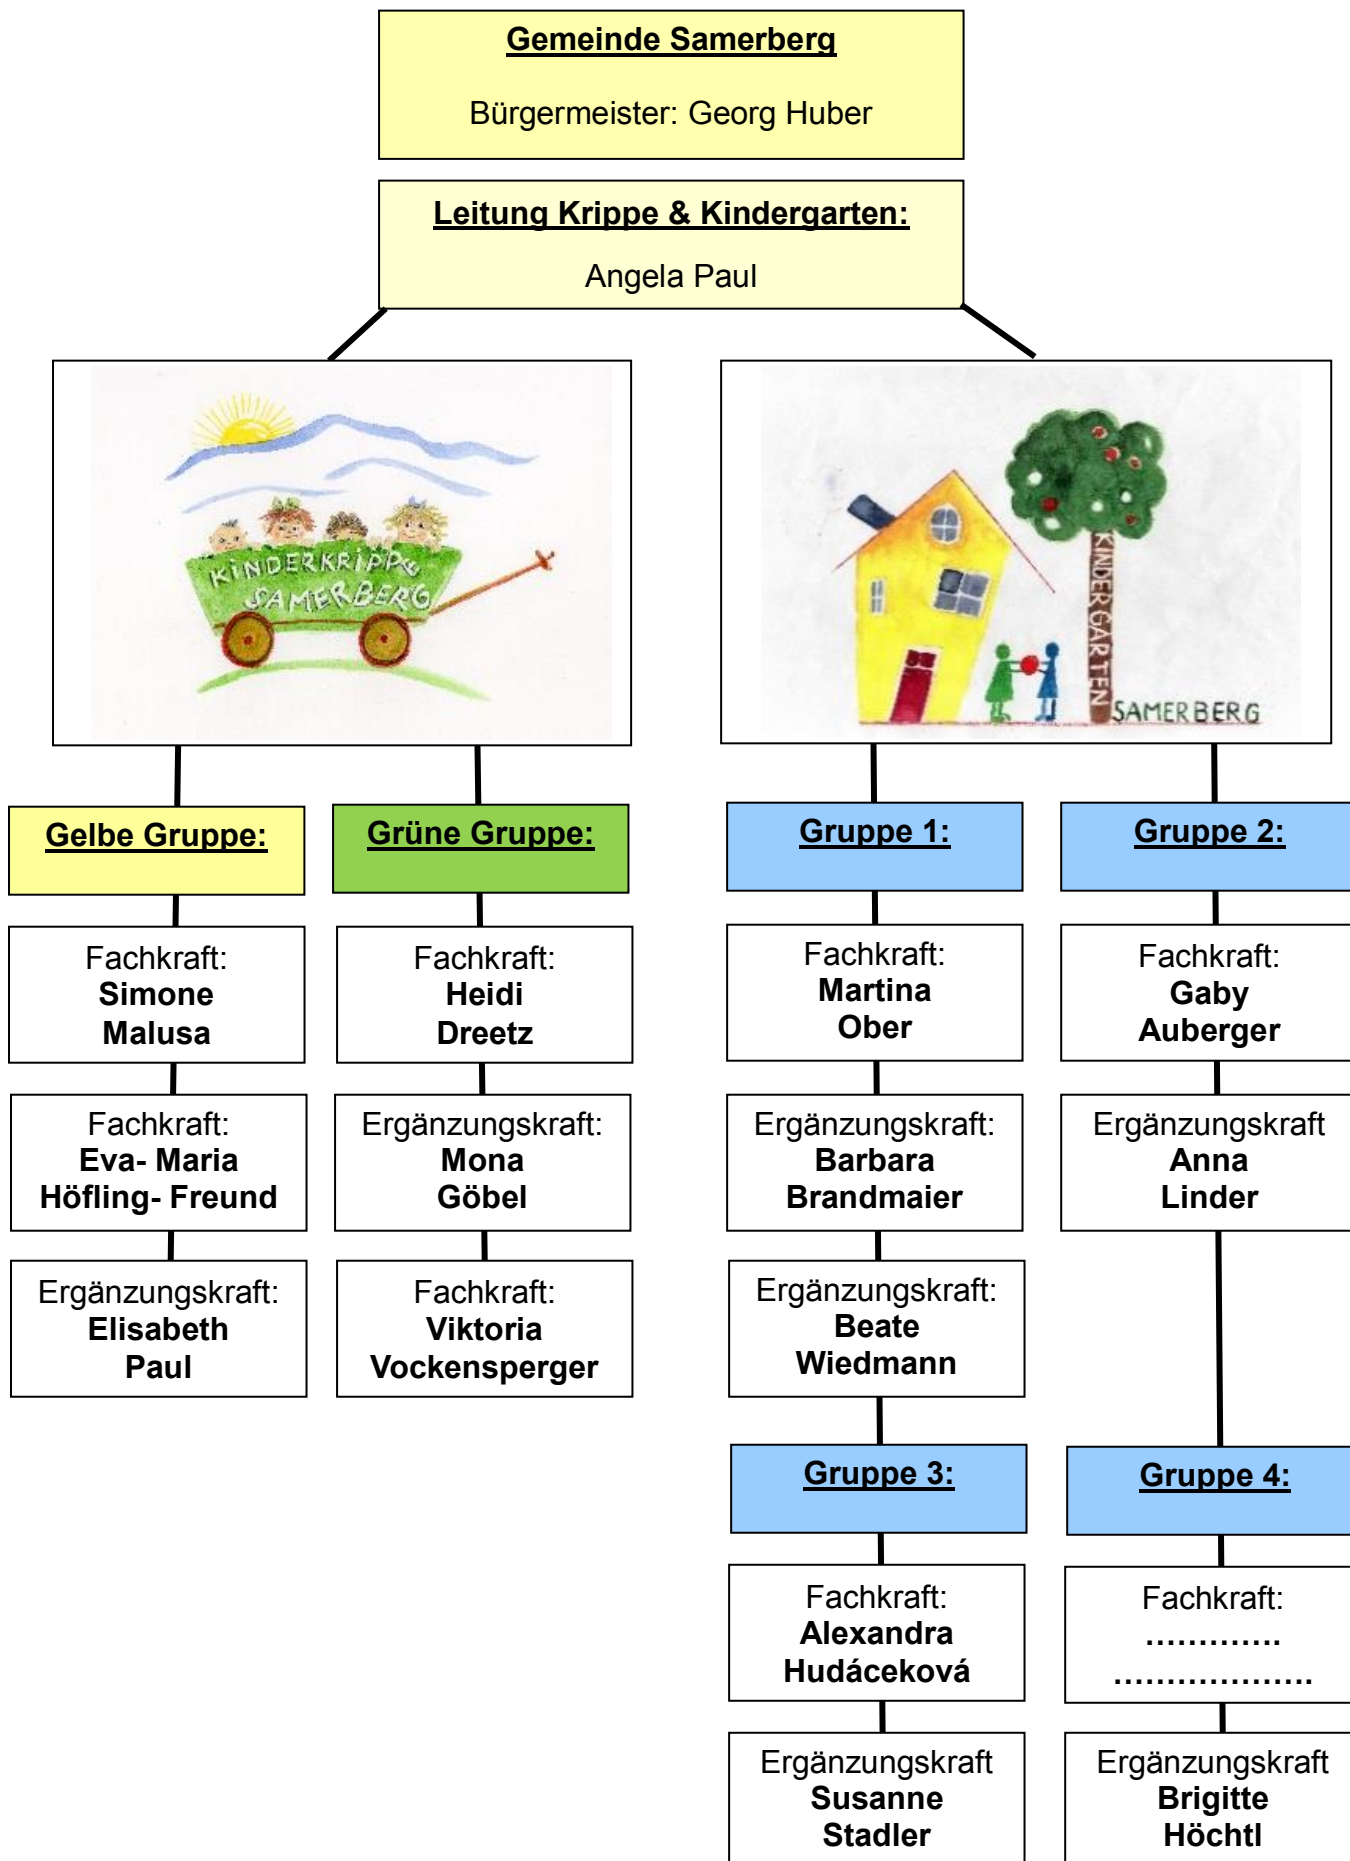 Gemeinde Samerberg
Bürgermeister: Georg Huber
Leitung Krippe & Kindergarten:
Angela Paul
KINDERKRIPPE
SAMERBERG
KINDERGARTEN
SAMERBERG
Gelbe Gruppe:
Fachkraft:
Simone
Malusa
Fachkraft:
Eva- Maria
Höfling- Freund
Ergänzungskraft:
Elisabeth
Paul
Grüne Gruppe:
Fachkraft:
Heidi
Dreetz
Ergänzungskraft:
Mona
Göbel
Fachkraft:
Viktoria
Vockensperger
Gruppe 1:
Fachkraft:
Martina
Ober
Ergänzungskraft:
Barbara
Brandmaier
Ergänzungskraft:
Beate
Wiedmann
Gruppe 2:
Fachkraft:
Gaby
Auberger
Ergänzungskraft
Anna
Linder
Gruppe 3:
Fachkraft:
Alexandra
Hudáceková
Ergänzungskraft
Susanne
Stadler
Gruppe 4:
Fachkraft:
.............
...................
Ergänzungskraft
Brigitte
Höchtl